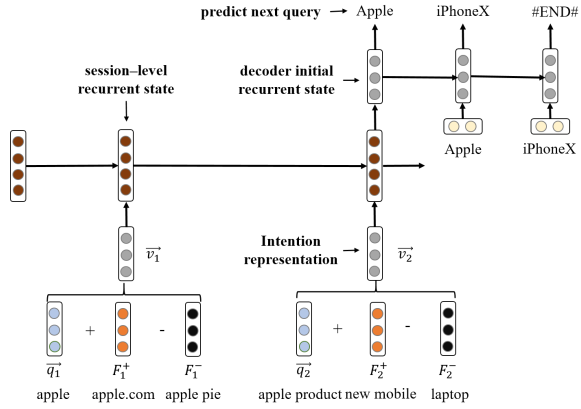 predict next query
Apple
iPhoneX
#END#
session–level
recurrent state
decoder initial
recurrent state
Apple
iPhoneX
Intention
representation
v₁
v₂
+
-
+
-
q₁
F₁⁺
F₁⁻
q₂
F₂⁺
F₂⁻
apple
apple.com
apple pie
apple product
new mobile
laptop